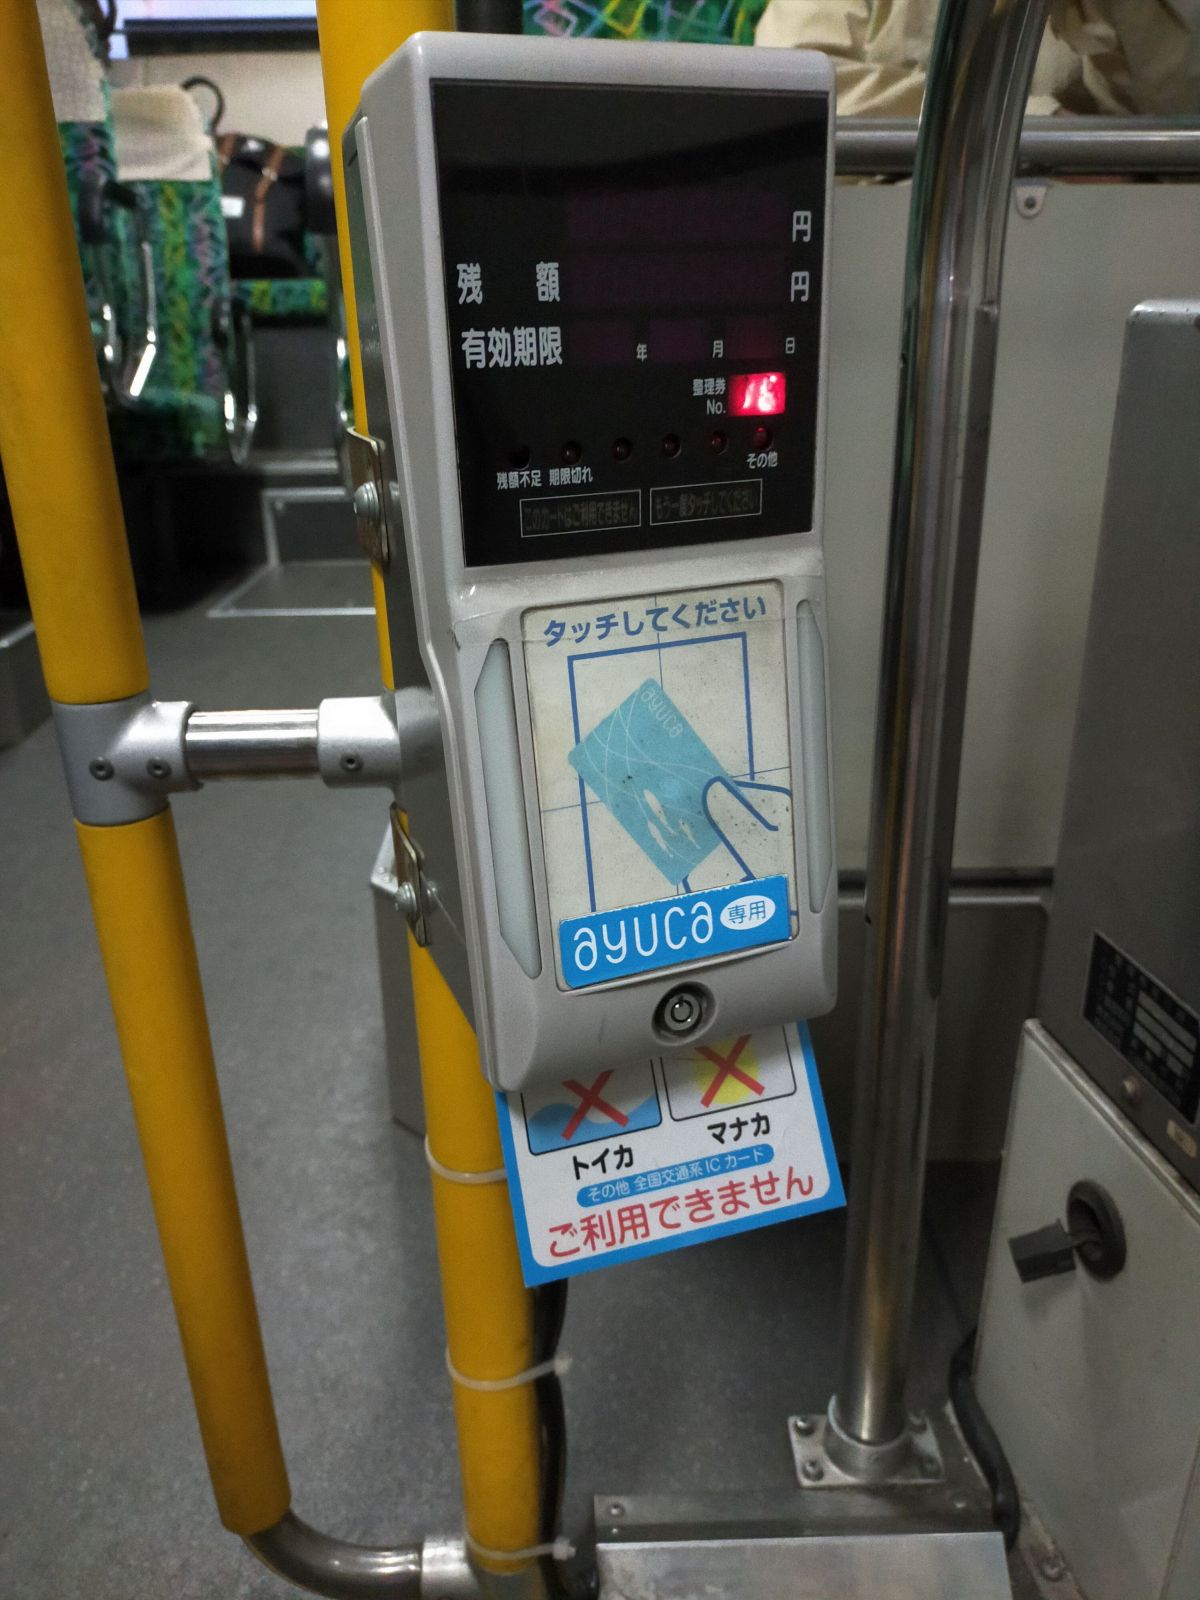 円
残 額 円
有効期限 年 月 日
整理券
No. 18
残額不足 期限切れ その他
このカードはご利用できません もう一度タッチしてください
タッチしてください
ayuca
ayuca 専用
トイカ マナカ
その他 全国交通系ICカード
ご利用できません